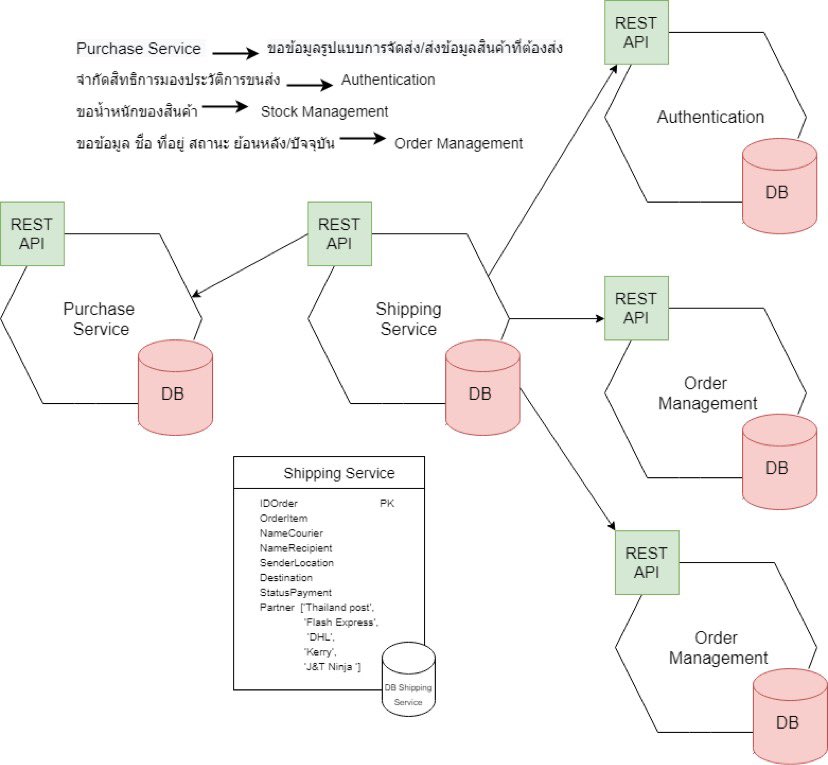 REST
API
Authentication
DB
Purchase Service ขอข้อมูลรูปแบบการจัดส่ง/ส่งข้อมูลสินค้าที่ต้องส่ง
จำกัดสิทธิการมองประวัติการขนส่ง Authentication
ขอน้ำหนักของสินค้า Stock Management
ขอข้อมูล ชื่อ ที่อยู่ สถานะ ย้อนหลัง/ปัจจุบัน Order Management
REST
API
Purchase
Service
DB
REST
API
Shipping
Service
DB
REST
API
Order
Management
DB
Shipping Service
IDOrder PK
OrderItem
NameCourier
NameRecipient
SenderLocation
Destination
StatusPayment
Partner ['Thailand post',
'Flash Express',
'DHL',
'Kerry',
'J&T Ninja ']
DB Shipping
Service
REST
API
Order
Management
DB